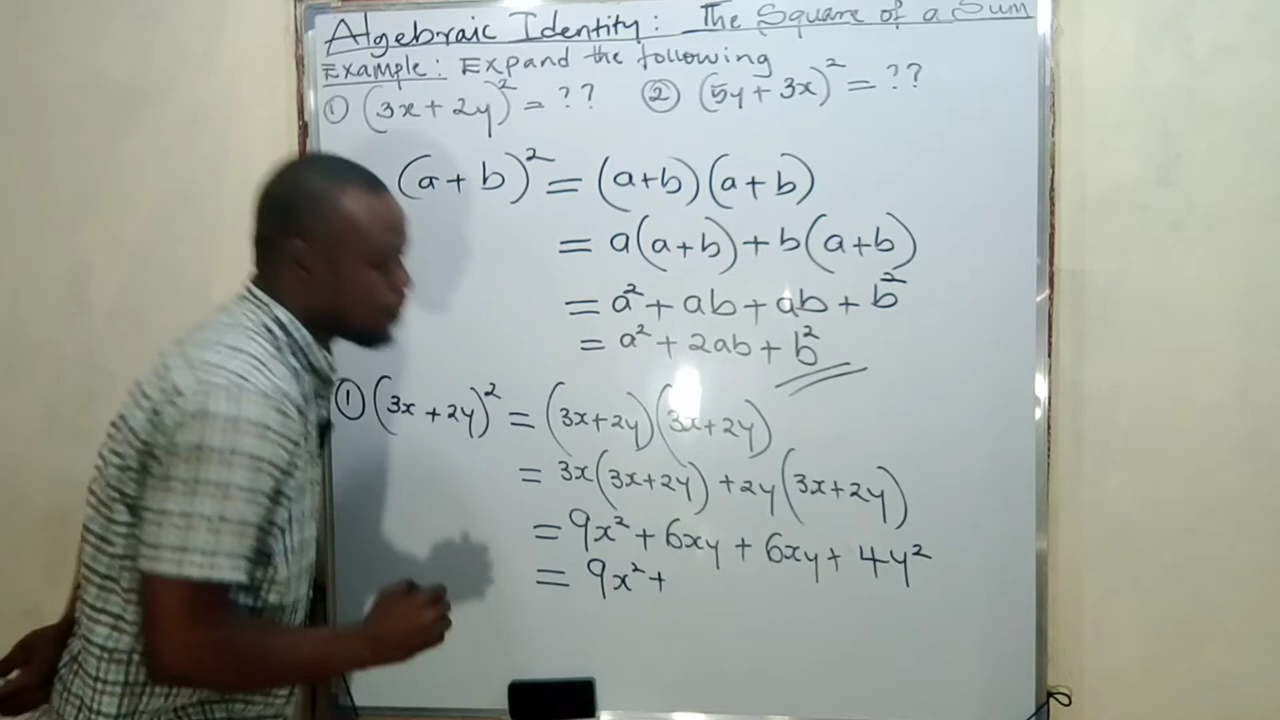 Algebraic Identity: The Square of a Sum
Example: Expand the following
① (3x+2y)² = ?? ② (5y+3x)² = ??
(a+b)² = (a+b)(a+b)
= a(a+b)+b(a+b)
= a²+ab+ab+b²
= a²+2ab+b²
① (3x+2y)² = (3x+2y)(3x+2y)
= 3x(3x+2y)+2y(3x+2y)
= 9x²+6xy+6xy+4y²
= 9x²+